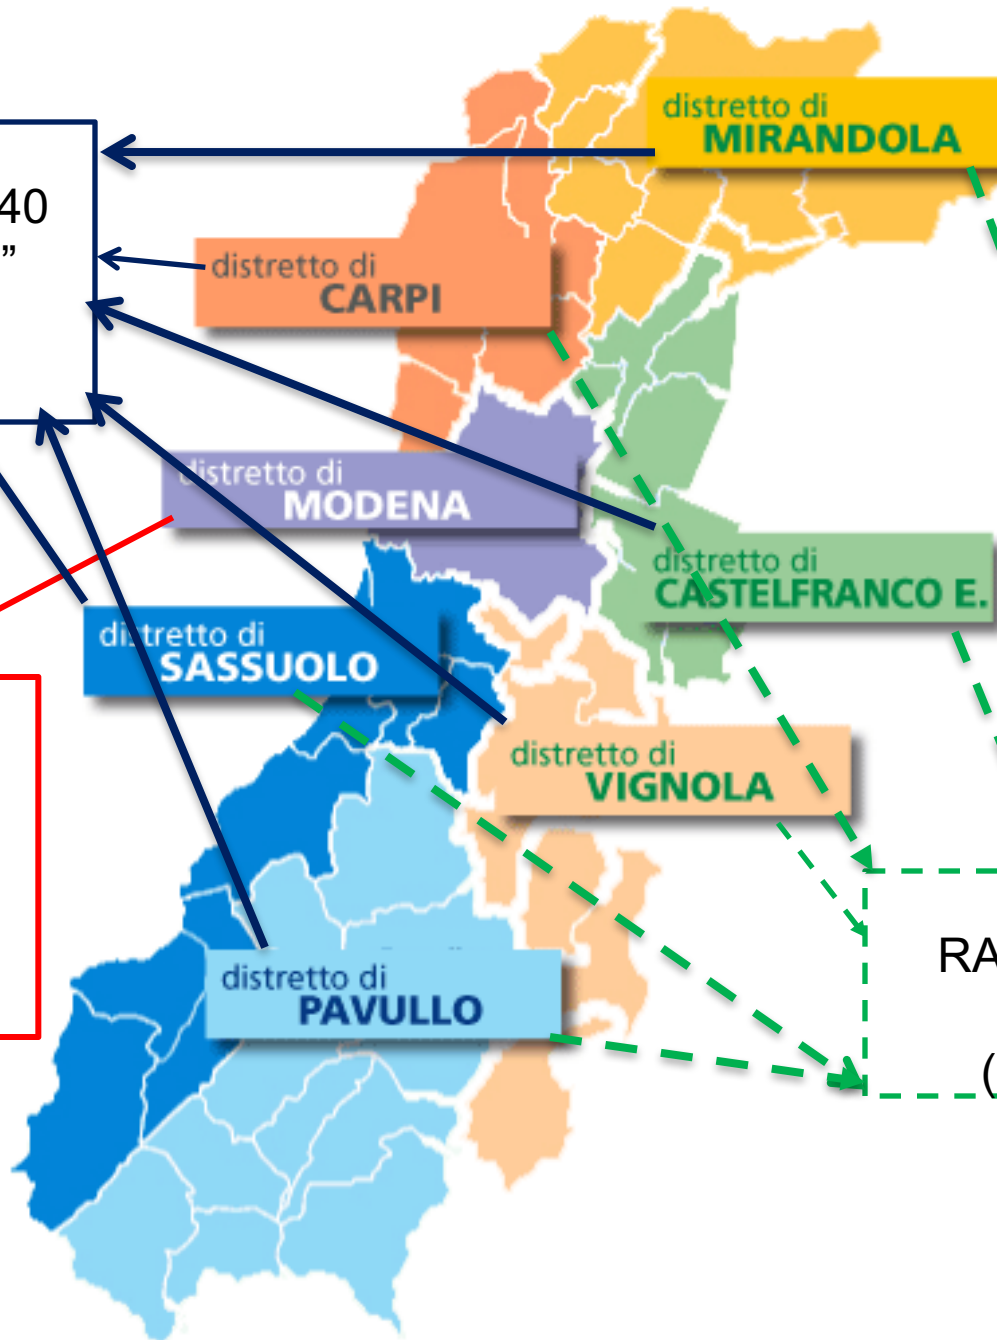 distretto di
MIRANDOLA
40
”
distretto di
CARPI
distretto di
MODENA
distretto di
CASTELFRANCO E.
distretto di
SASSUOLO
distretto di
VIGNOLA
RA
distretto di
PAVULLO
(